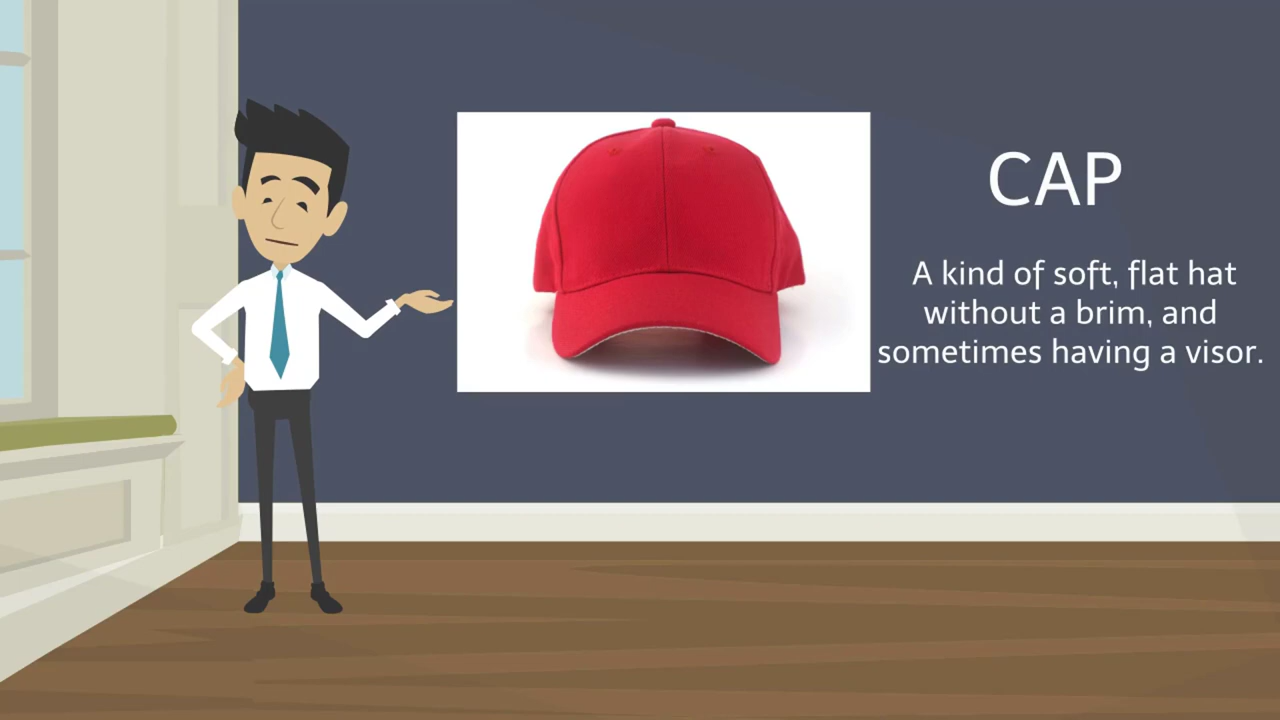 CAP
A kind of soft, flat hat
without a brim, and
sometimes having a visor.